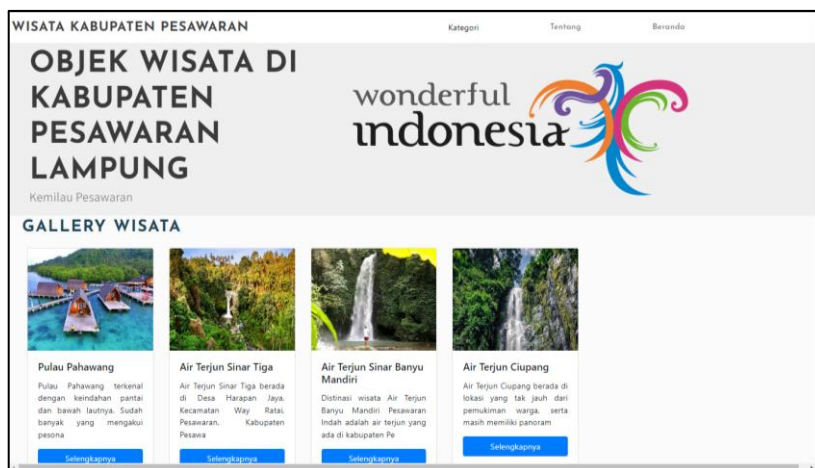 WISATA KABUPATEN PESAWARAN
Kategori
Tentang
Beranda
OBJEK WISATA DI
KABUPATEN
PESAWARAN
LAMPUNG
Kemilau Pesawaran
wonderful
indonesia
GALLERY WISATA
Pulau Pahawang
Pulau Pahawang terkenal
dengan keindahan pantai
dan bawah lautnya. Sudah
banyak yang mengakui
pesona
Selengkapnya
Air Terjun Sinar Tiga
Air Terjun Sinar Tiga berada
di Desa Harapan Jaya,
Kecamatan Way Ratai,
Pesawaran. Kabupaten
Pesawa
Selengkapnya
Air Terjun Sinar Banyu
Mandiri
Distinasi wisata Air Terjun
Banyu Mandiri Pesawaran
Indah adalah air terjun yang
ada di kabupaten Pe
Selengkapnya
Air Terjun Ciupang
Air Terjun Ciupang berada di
lokasi yang tak jauh dari
pemukiman warga, serta
masih memiliki panoram
Selengkapnya